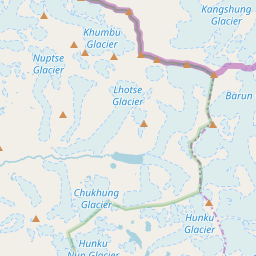 Kangshung
Glacier
Khumbu
Glacier
Nuptse
Glacier
Lhotse
Glacier
Barun
Chukhung
Glacier
Hunku
Glacier
Hunku
Nup Glacier